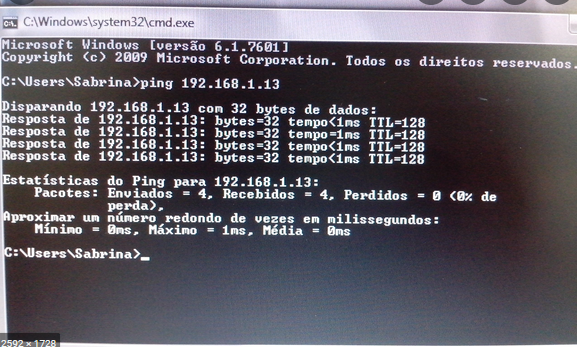 C:\Windows\system32\cmd.exe
Microsoft Windows [versão 6.1.7601]
Copyright (c) 2009 Microsoft Corporation. Todos os direitos reservados.
C:\Users\Sabrina>ping 192.168.1.13
Disparando 192.168.1.13 com 32 bytes de dados:
Resposta de 192.168.1.13: bytes=32 tempo<1ms TTL=128
Resposta de 192.168.1.13: bytes=32 tempo=1ms TTL=128
Resposta de 192.168.1.13: bytes=32 tempo<1ms TTL=128
Resposta de 192.168.1.13: bytes=32 tempo<1ms TTL=128
Estatísticas do Ping para 192.168.1.13:
Pacotes: Enviados = 4, Recebidos = 4, Perdidos = 0 (0% de
perda),
Aproximar um número redondo de vezes em milissegundos:
Mínimo = 0ms, Máximo = 1ms, Média = 0ms
C:\Users\Sabrina>_
2592 × 1728